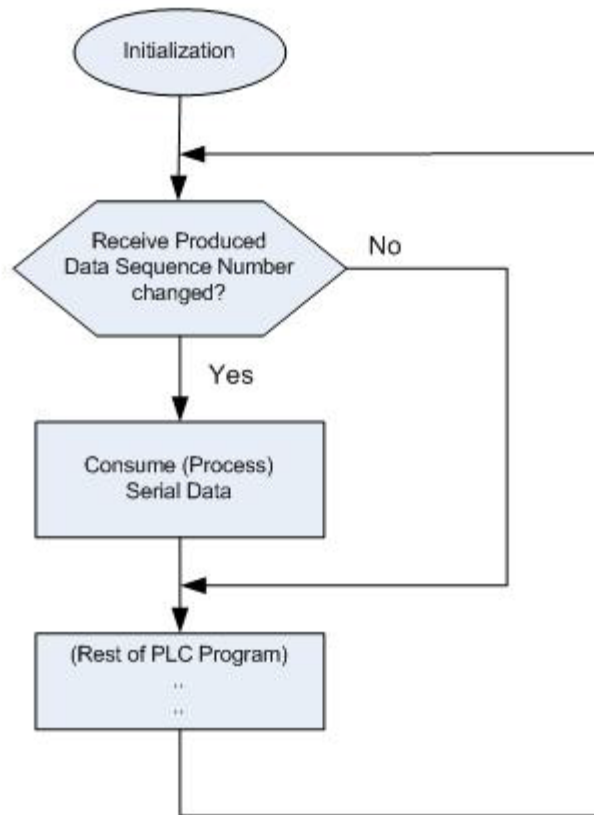 Initialization
Receive Produced
Data Sequence Number
changed?
No
Yes
Consume (Process)
Serial Data
(Rest of PLC Program)
..
..